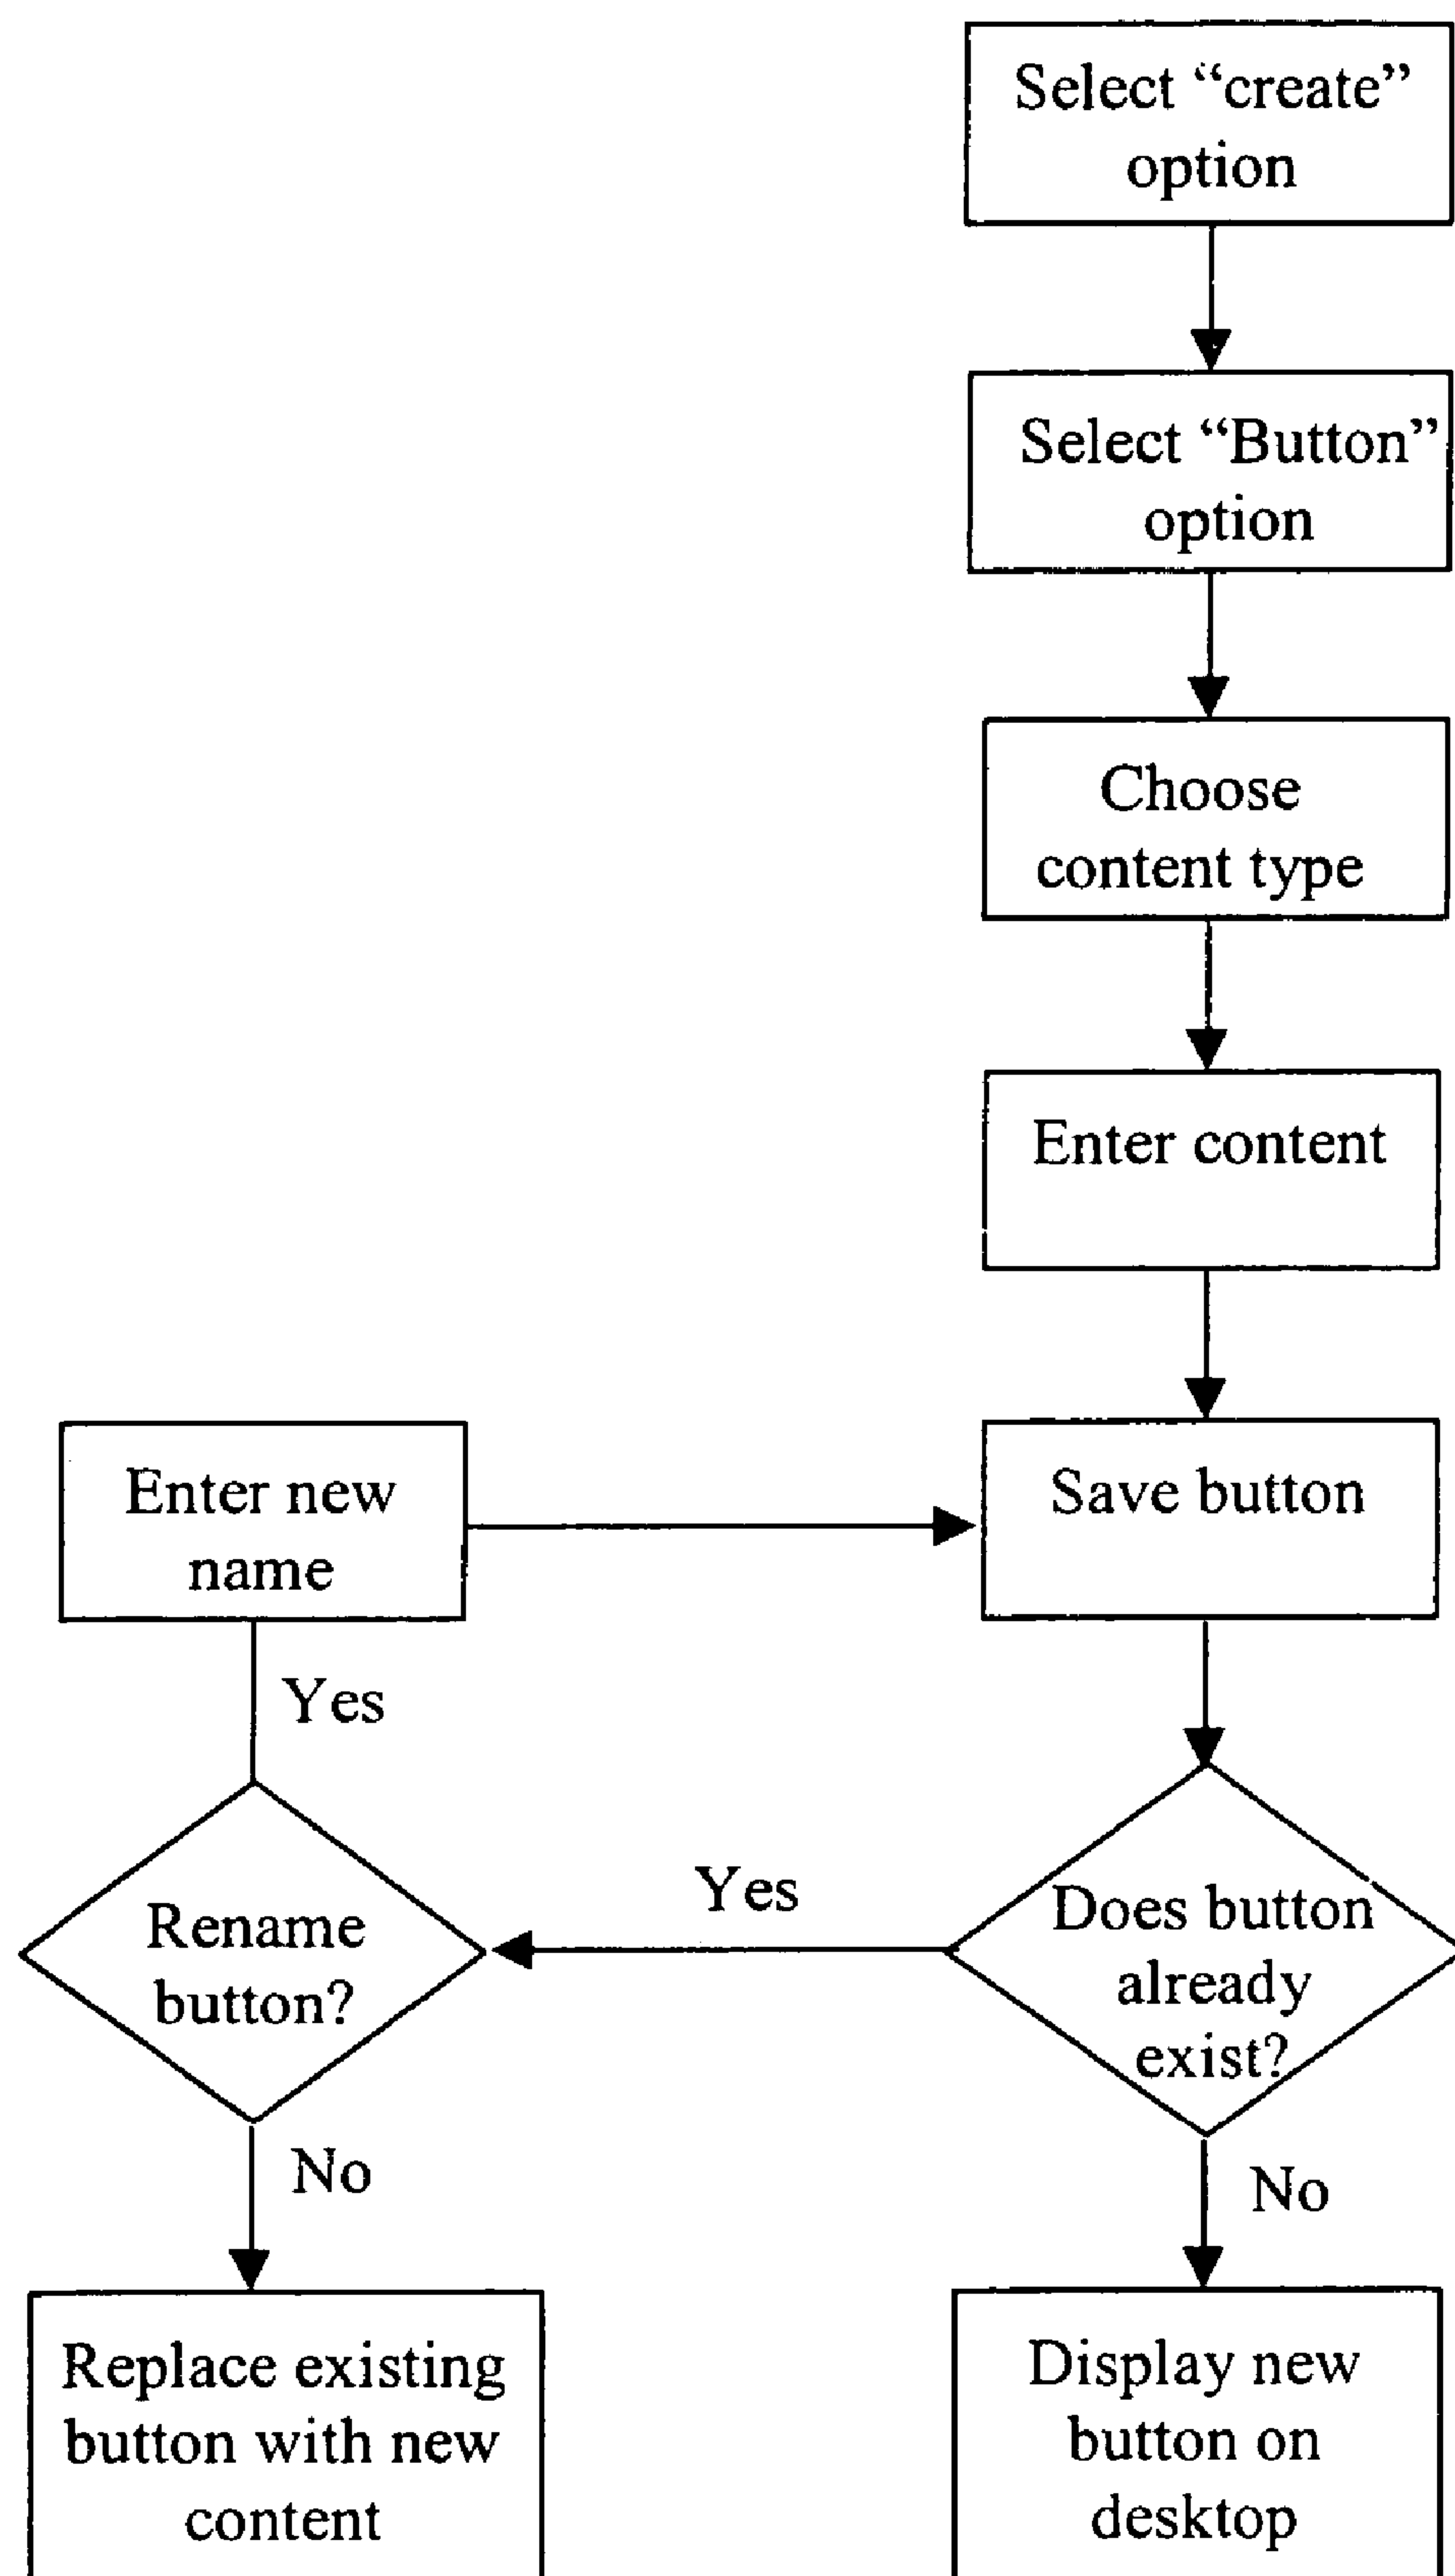 Select “create”
option
Select “Button”
option
Choose
content type
Enter content
Enter new
name
Save button
Yes
Yes
Rename
button?
Does button
already
exist?
No
No
Replace existing
button with new
content
Display new
button on
desktop